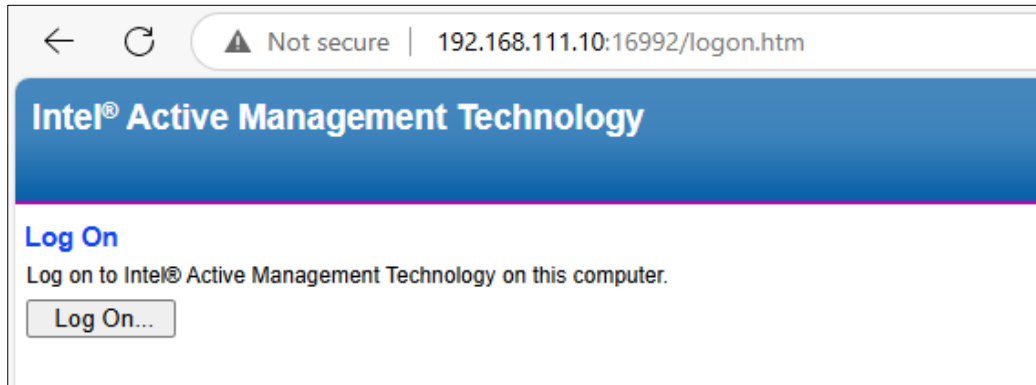 Not secure 192.168.111.10:16992/logon.htm
Intel® Active Management Technology
Log On
Log on to Intel® Active Management Technology on this computer.
Log On...